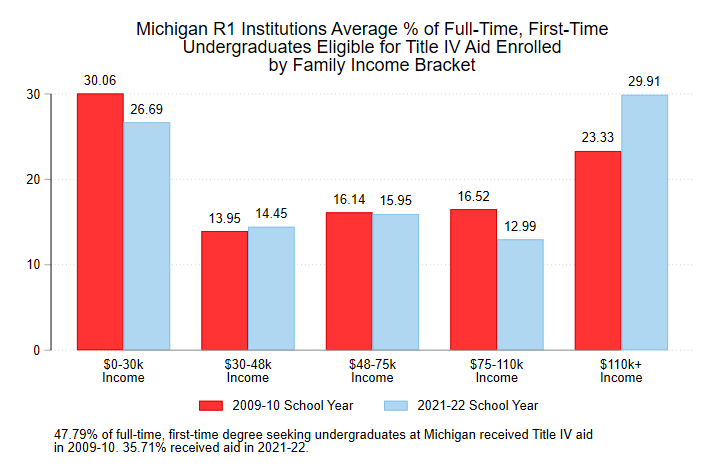 Michigan R1 Institutions Average % of Full-Time, First-Time
Undergraduates Eligible for Title IV Aid Enrolled
by Family Income Bracket
30.06
26.69
13.95
14.45
16.14
15.95
16.52
12.99
23.33
29.91
30
20
10
0
$0-30k
Income
$30-48k
Income
$48-75k
Income
$75-110k
Income
$110k+
Income
2009-10 School Year
2021-22 School Year
47.79% of full-time, first-time degree seeking undergraduates at Michigan received Title IV aid
in 2009-10. 35.71% received aid in 2021-22.